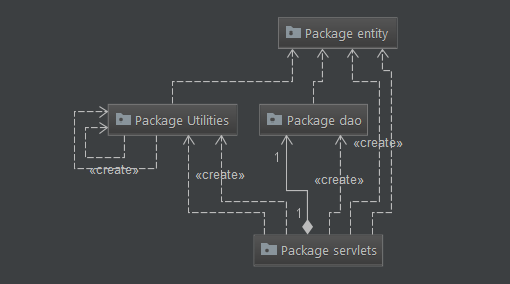 Package entity
Package Utilities
Package dao
«create»
1
«create»
«create»
«create»
1
Package servlets